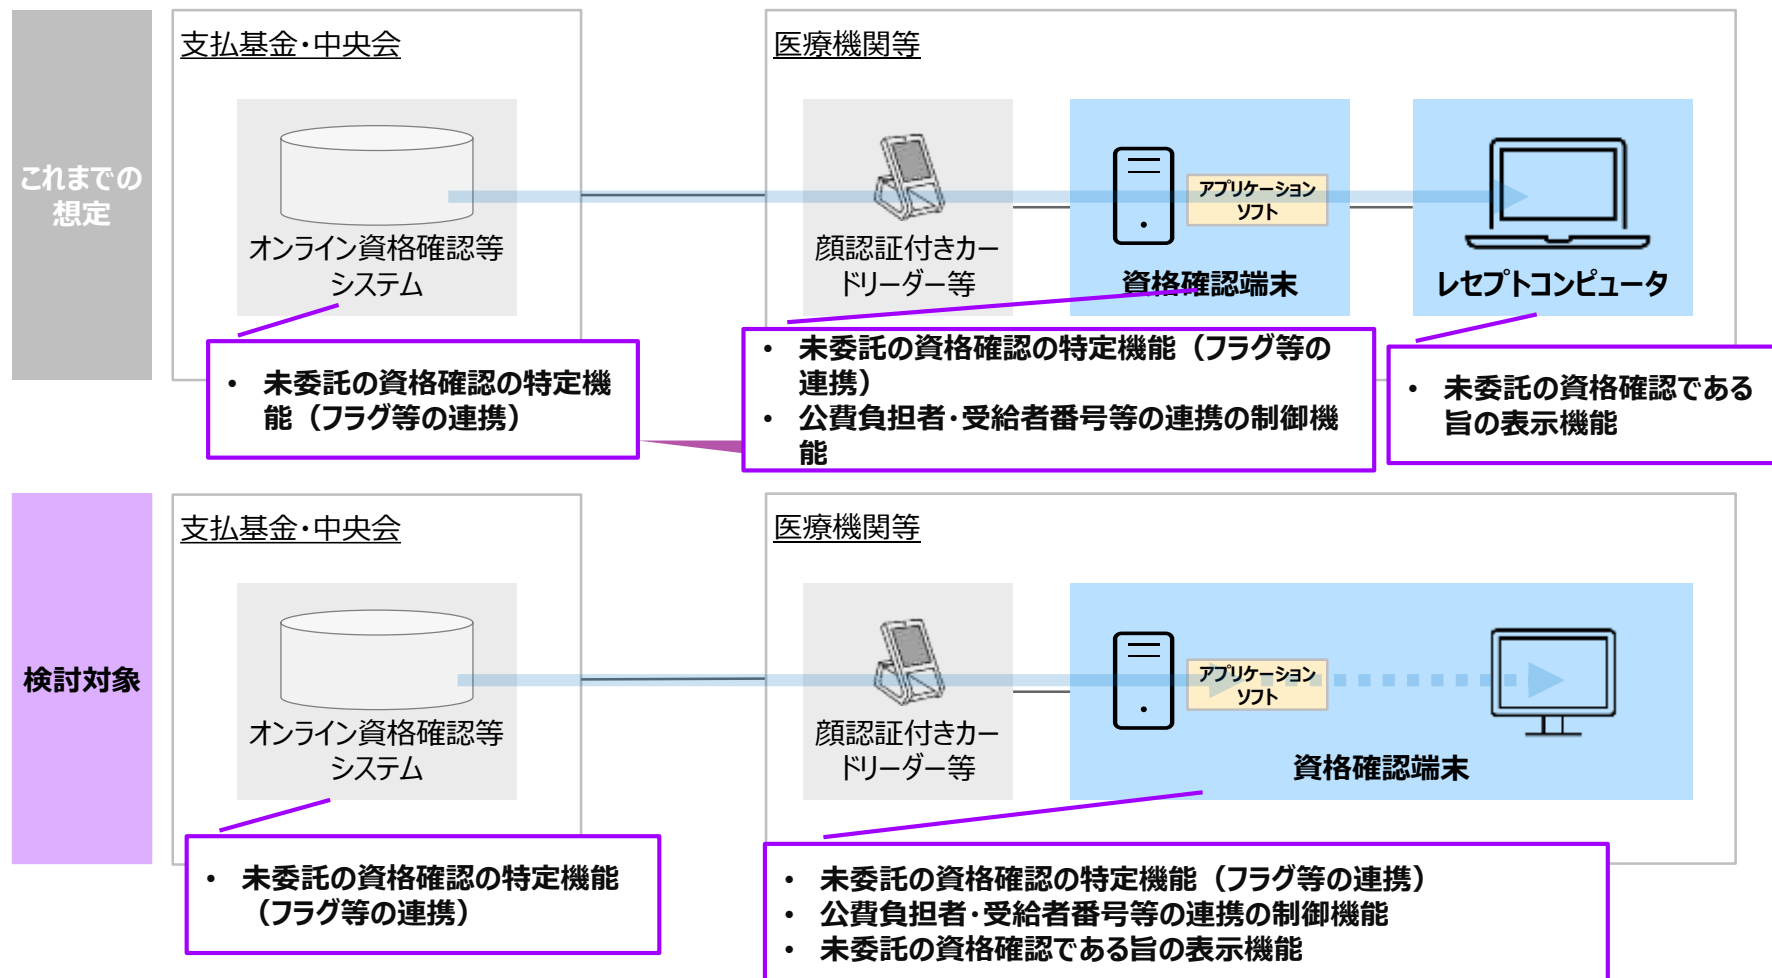 これまでの
想定
支払基金・中央会
オンライン資格確認等
システム
医療機関等
顔認証付きカー
ドリーダー等
アプリケーション
ソフト
資格確認端末
レセプトコンピュータ
• 未委託の資格確認の特定機
能（フラグ等の連携）
• 未委託の資格確認の特定機能（フラグ等の
連携）
• 公費負担者・受給者番号等の連携の制御機
能
• 未委託の資格確認である
旨の表示機能
検討対象
支払基金・中央会
オンライン資格確認等
システム
医療機関等
顔認証付きカー
ドリーダー等
アプリケーション
ソフト
資格確認端末
• 未委託の資格確認の特定機能
（フラグ等の連携）
• 未委託の資格確認の特定機能（フラグ等の連携）
• 公費負担者・受給者番号等の連携の制御機能
• 未委託の資格確認である旨の表示機能